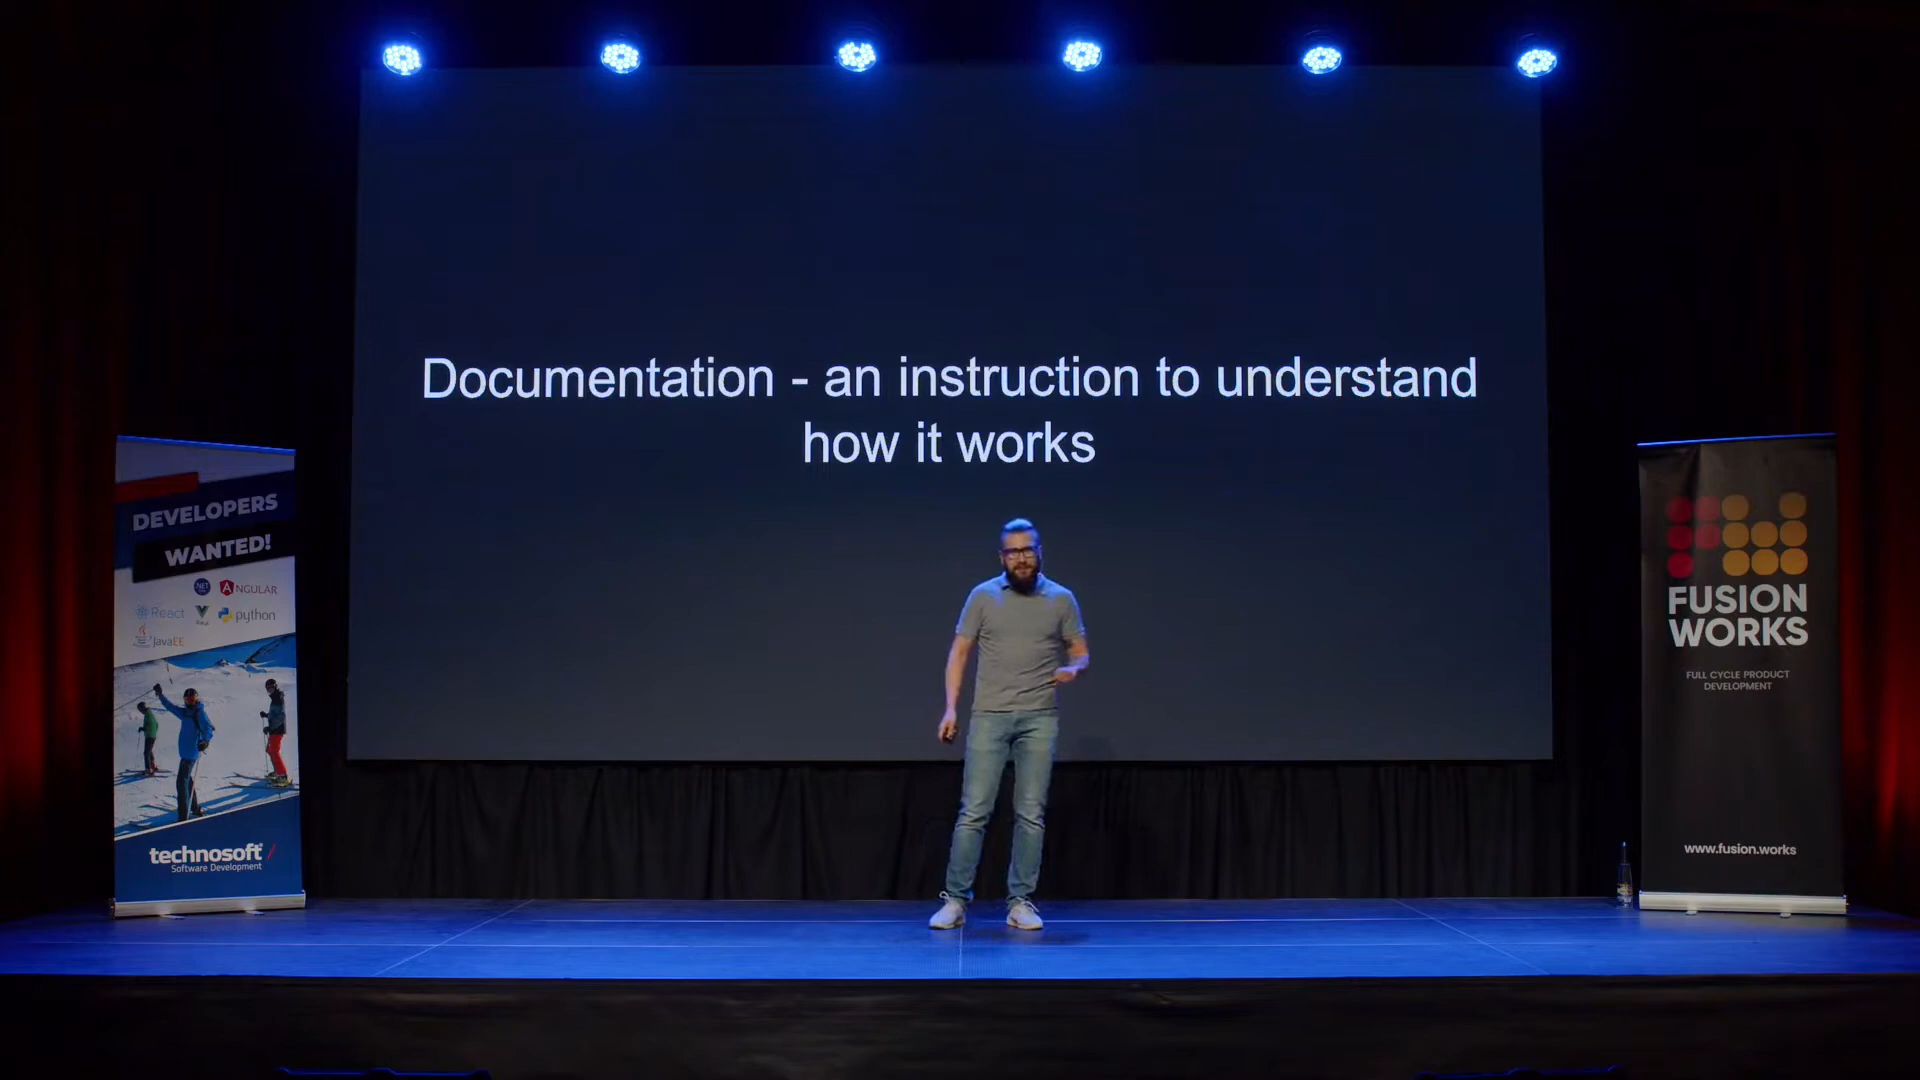 Documentation - an instruction to understand
how it works
DEVELOPERS
WANTED!
.NET
ANGULAR
React
python
JavaEE
technosoft
Software Development
FUSION
WORKS
FULL CYCLE PRODUCT
DEVELOPMENT
www.fusion.works